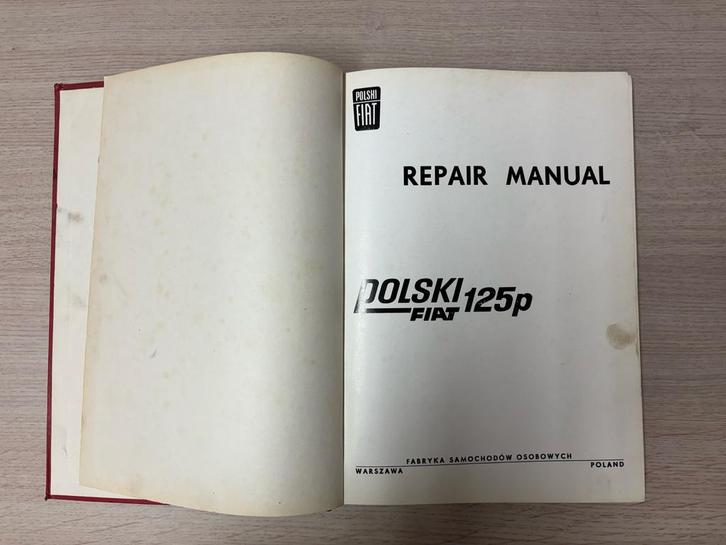 POLSKI
FIAT
REPAIR MANUAL
POLSKI
FIAT 125p
FABRYKA SAMOCHODÓW OSOBOWYCH
WARSZAWA POLAND